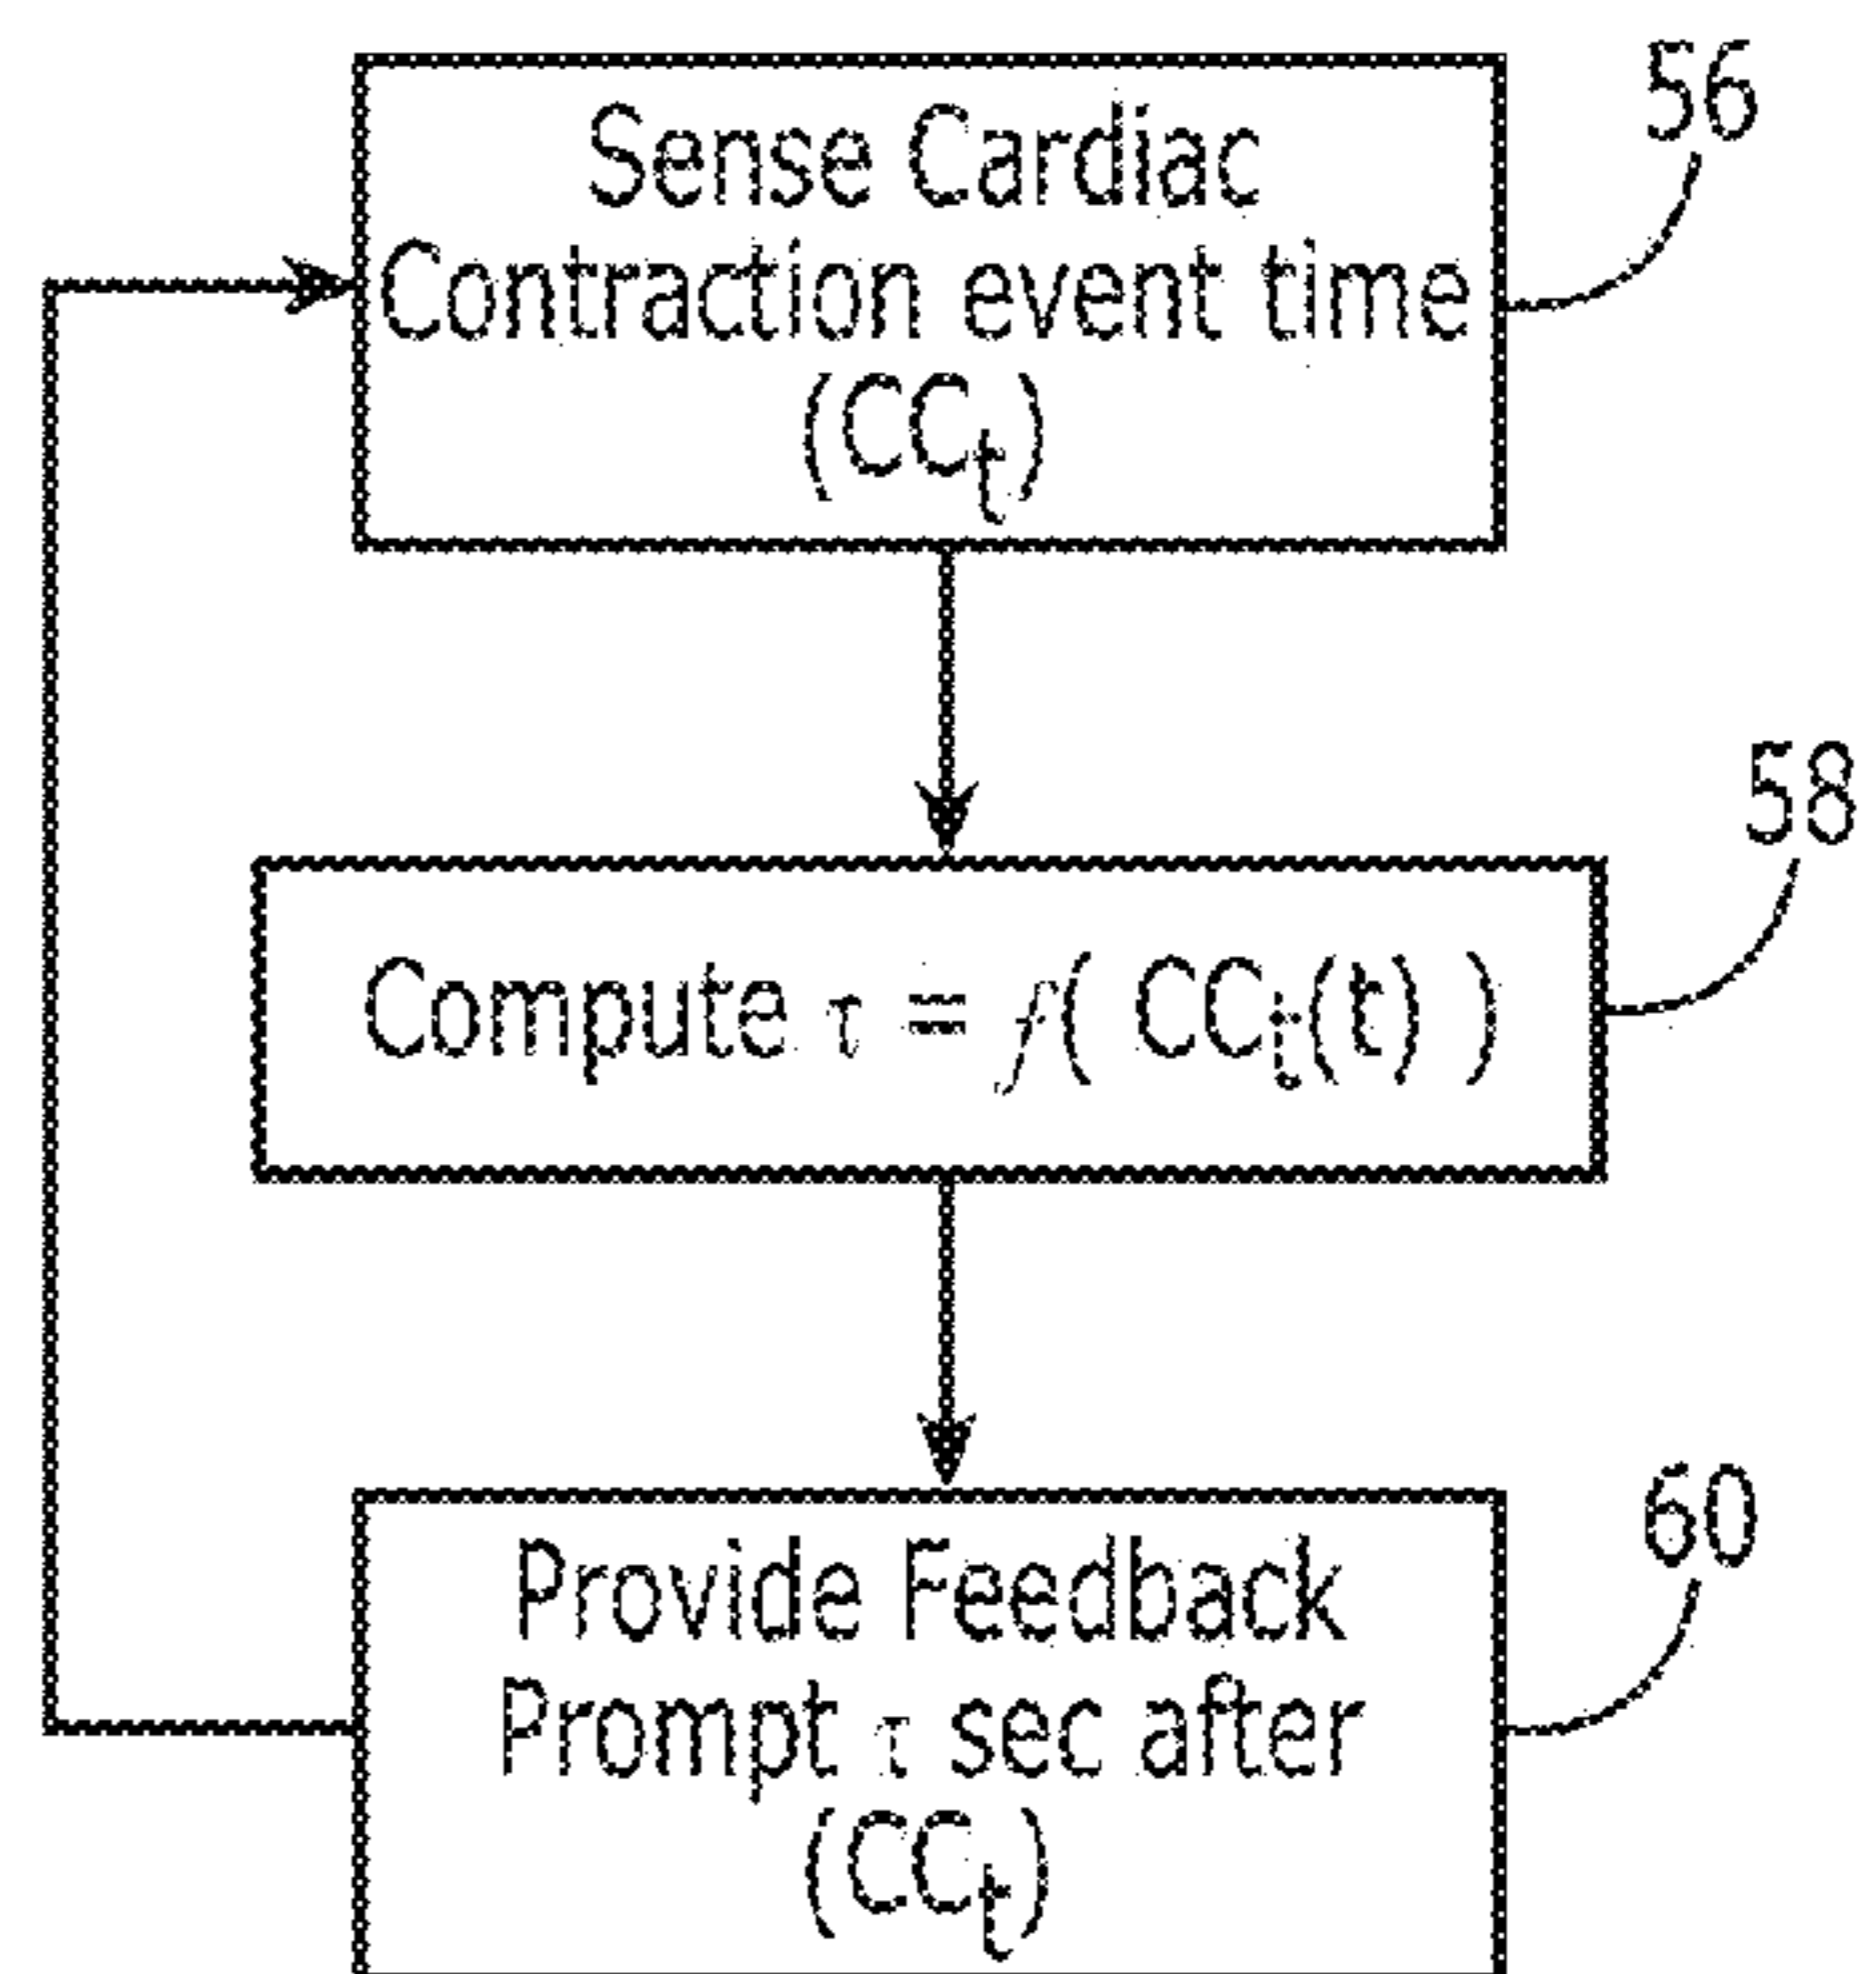 Sense Cardiac
Contraction event time
(CCt)
56
Compute τ = f( CCt(t) )
58
Provide Feedback
Prompt τ sec after
(CCt)
60